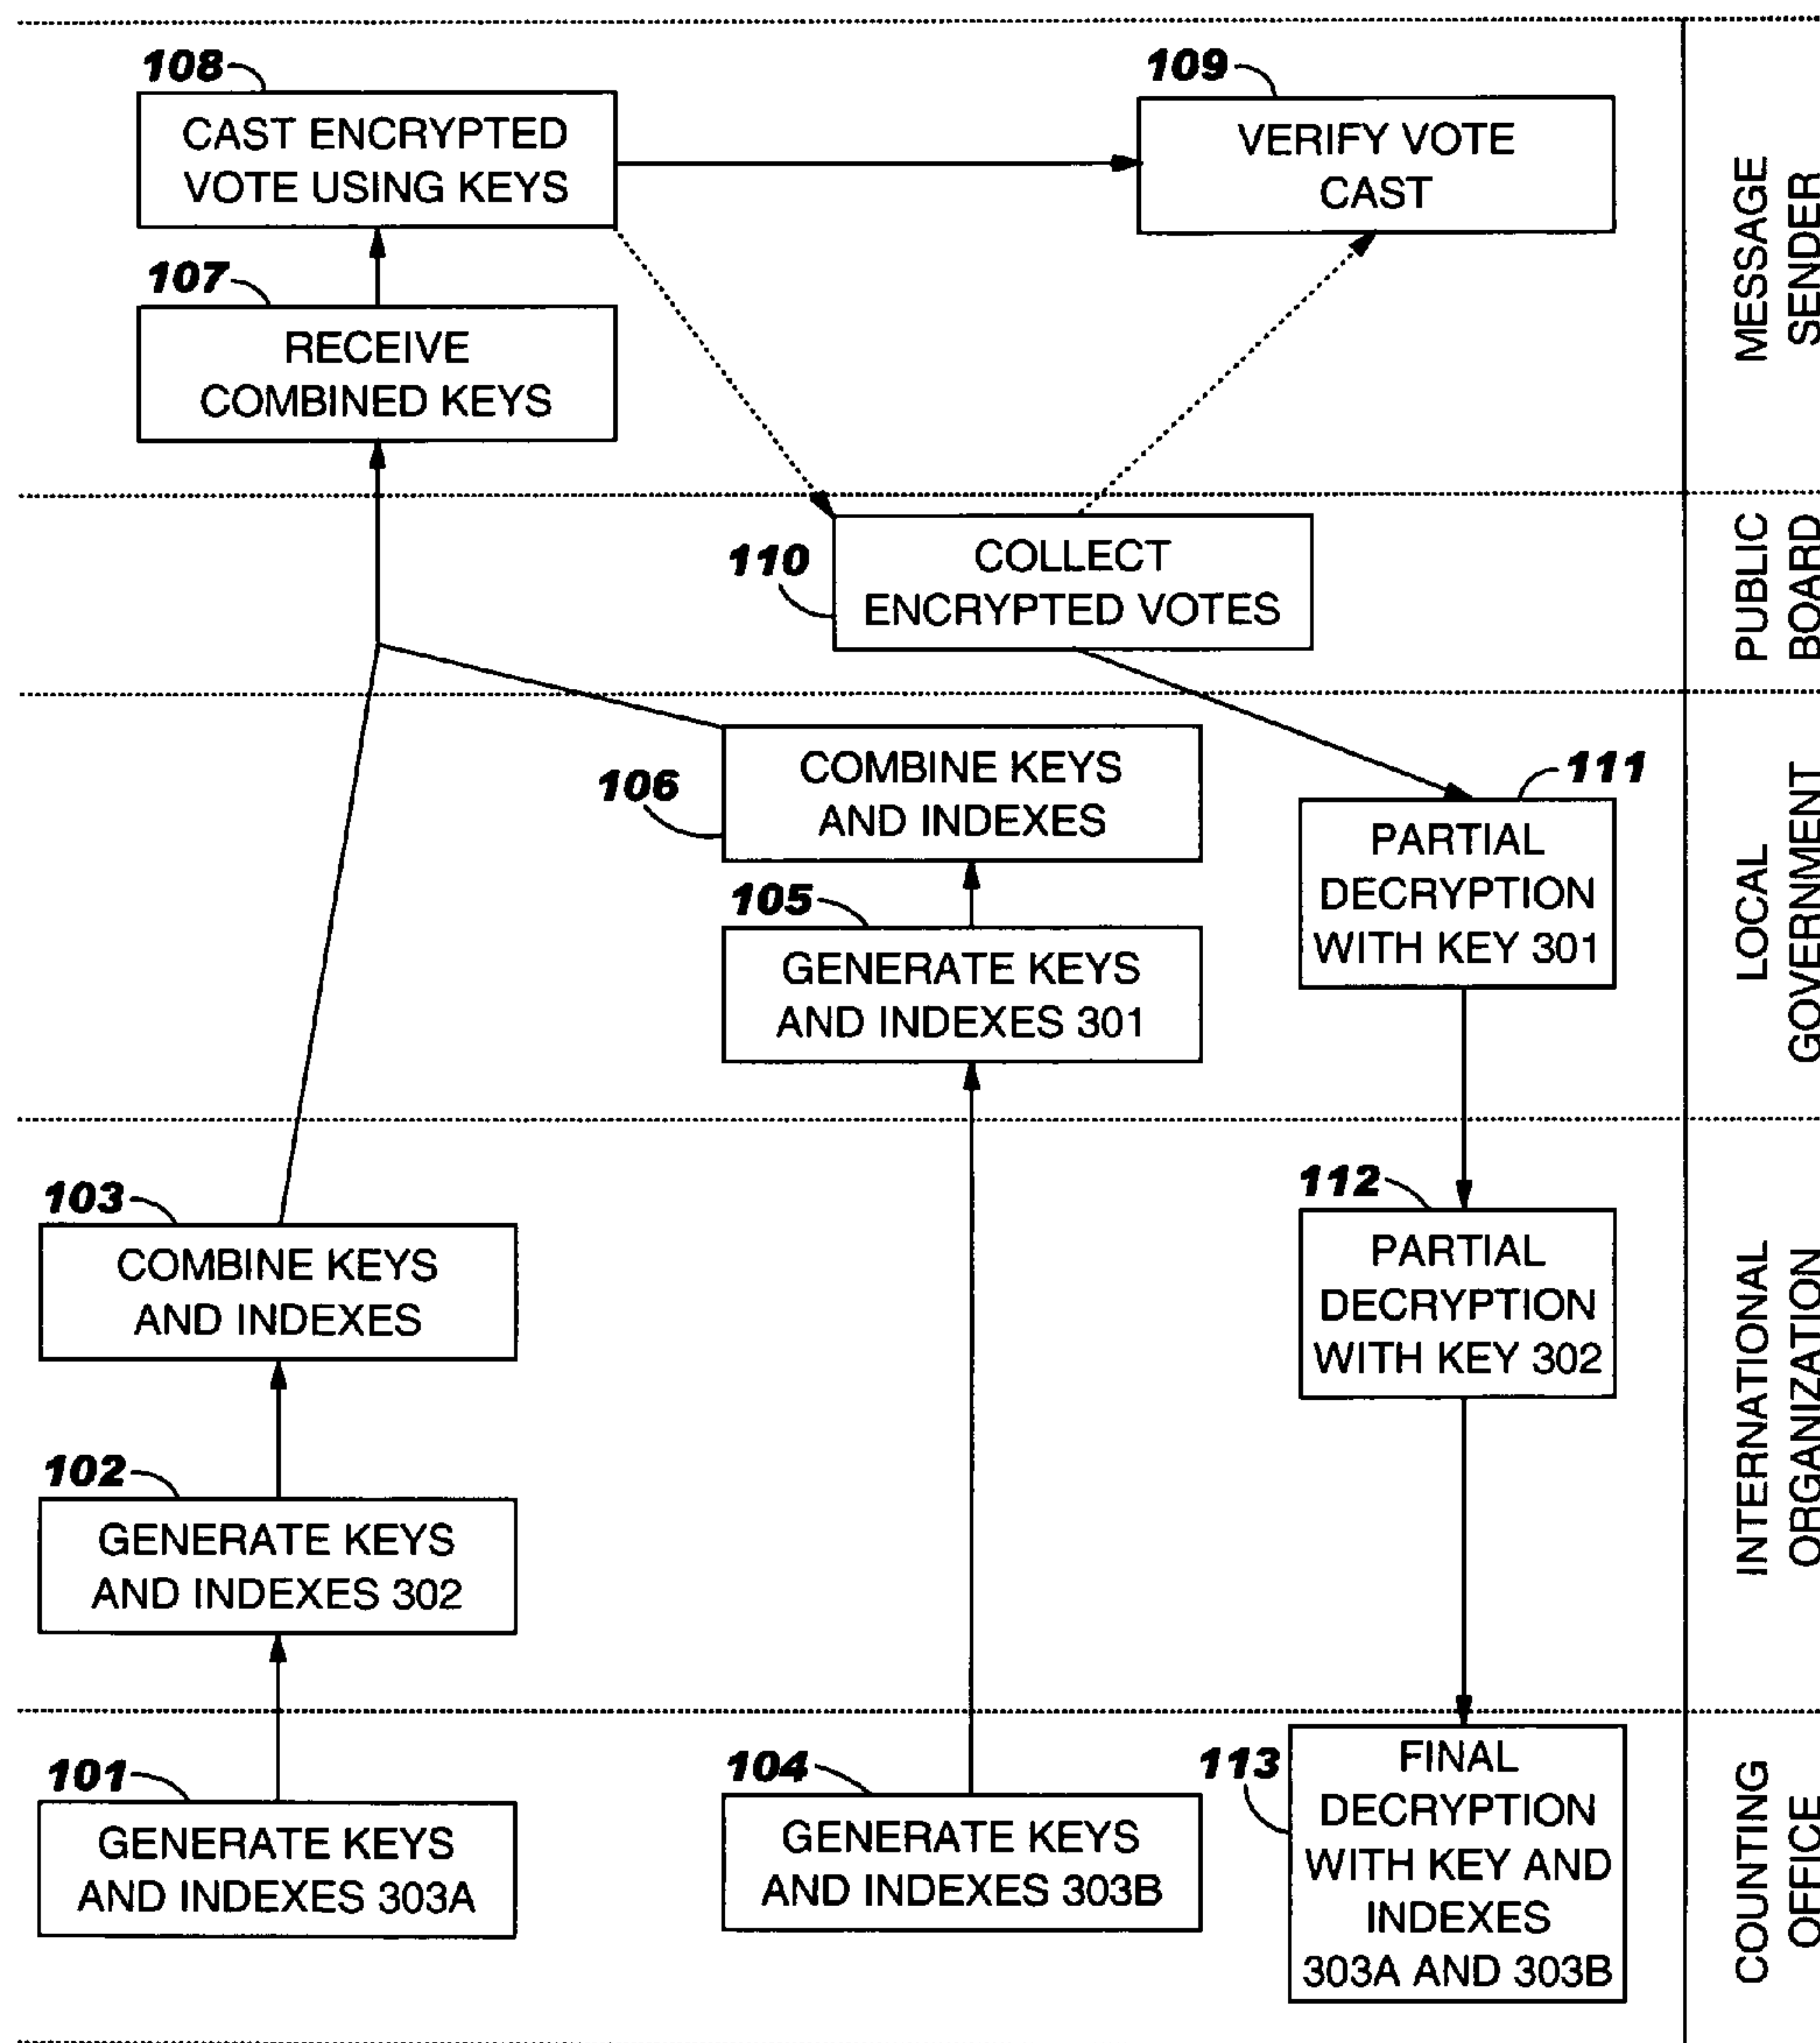 108
CAST ENCRYPTED
VOTE USING KEYS
109
VERIFY VOTE
CAST
107
RECEIVE
COMBINED KEYS
MESSAGE
SENDER
110
COLLECT
ENCRYPTED VOTES
PUBLIC
BOARD
106
COMBINE KEYS
AND INDEXES
105
GENERATE KEYS
AND INDEXES 301
111
PARTIAL
DECRYPTION
WITH KEY 301
LOCAL
GOVERNMENT
103
COMBINE KEYS
AND INDEXES
102
GENERATE KEYS
AND INDEXES 302
112
PARTIAL
DECRYPTION
WITH KEY 302
INTERNATIONAL
ORGANIZATION
101
GENERATE KEYS
AND INDEXES 303A
104
GENERATE KEYS
AND INDEXES 303B
113
FINAL
DECRYPTION
WITH KEY AND
INDEXES
303A AND 303B
COUNTING
OFFICE